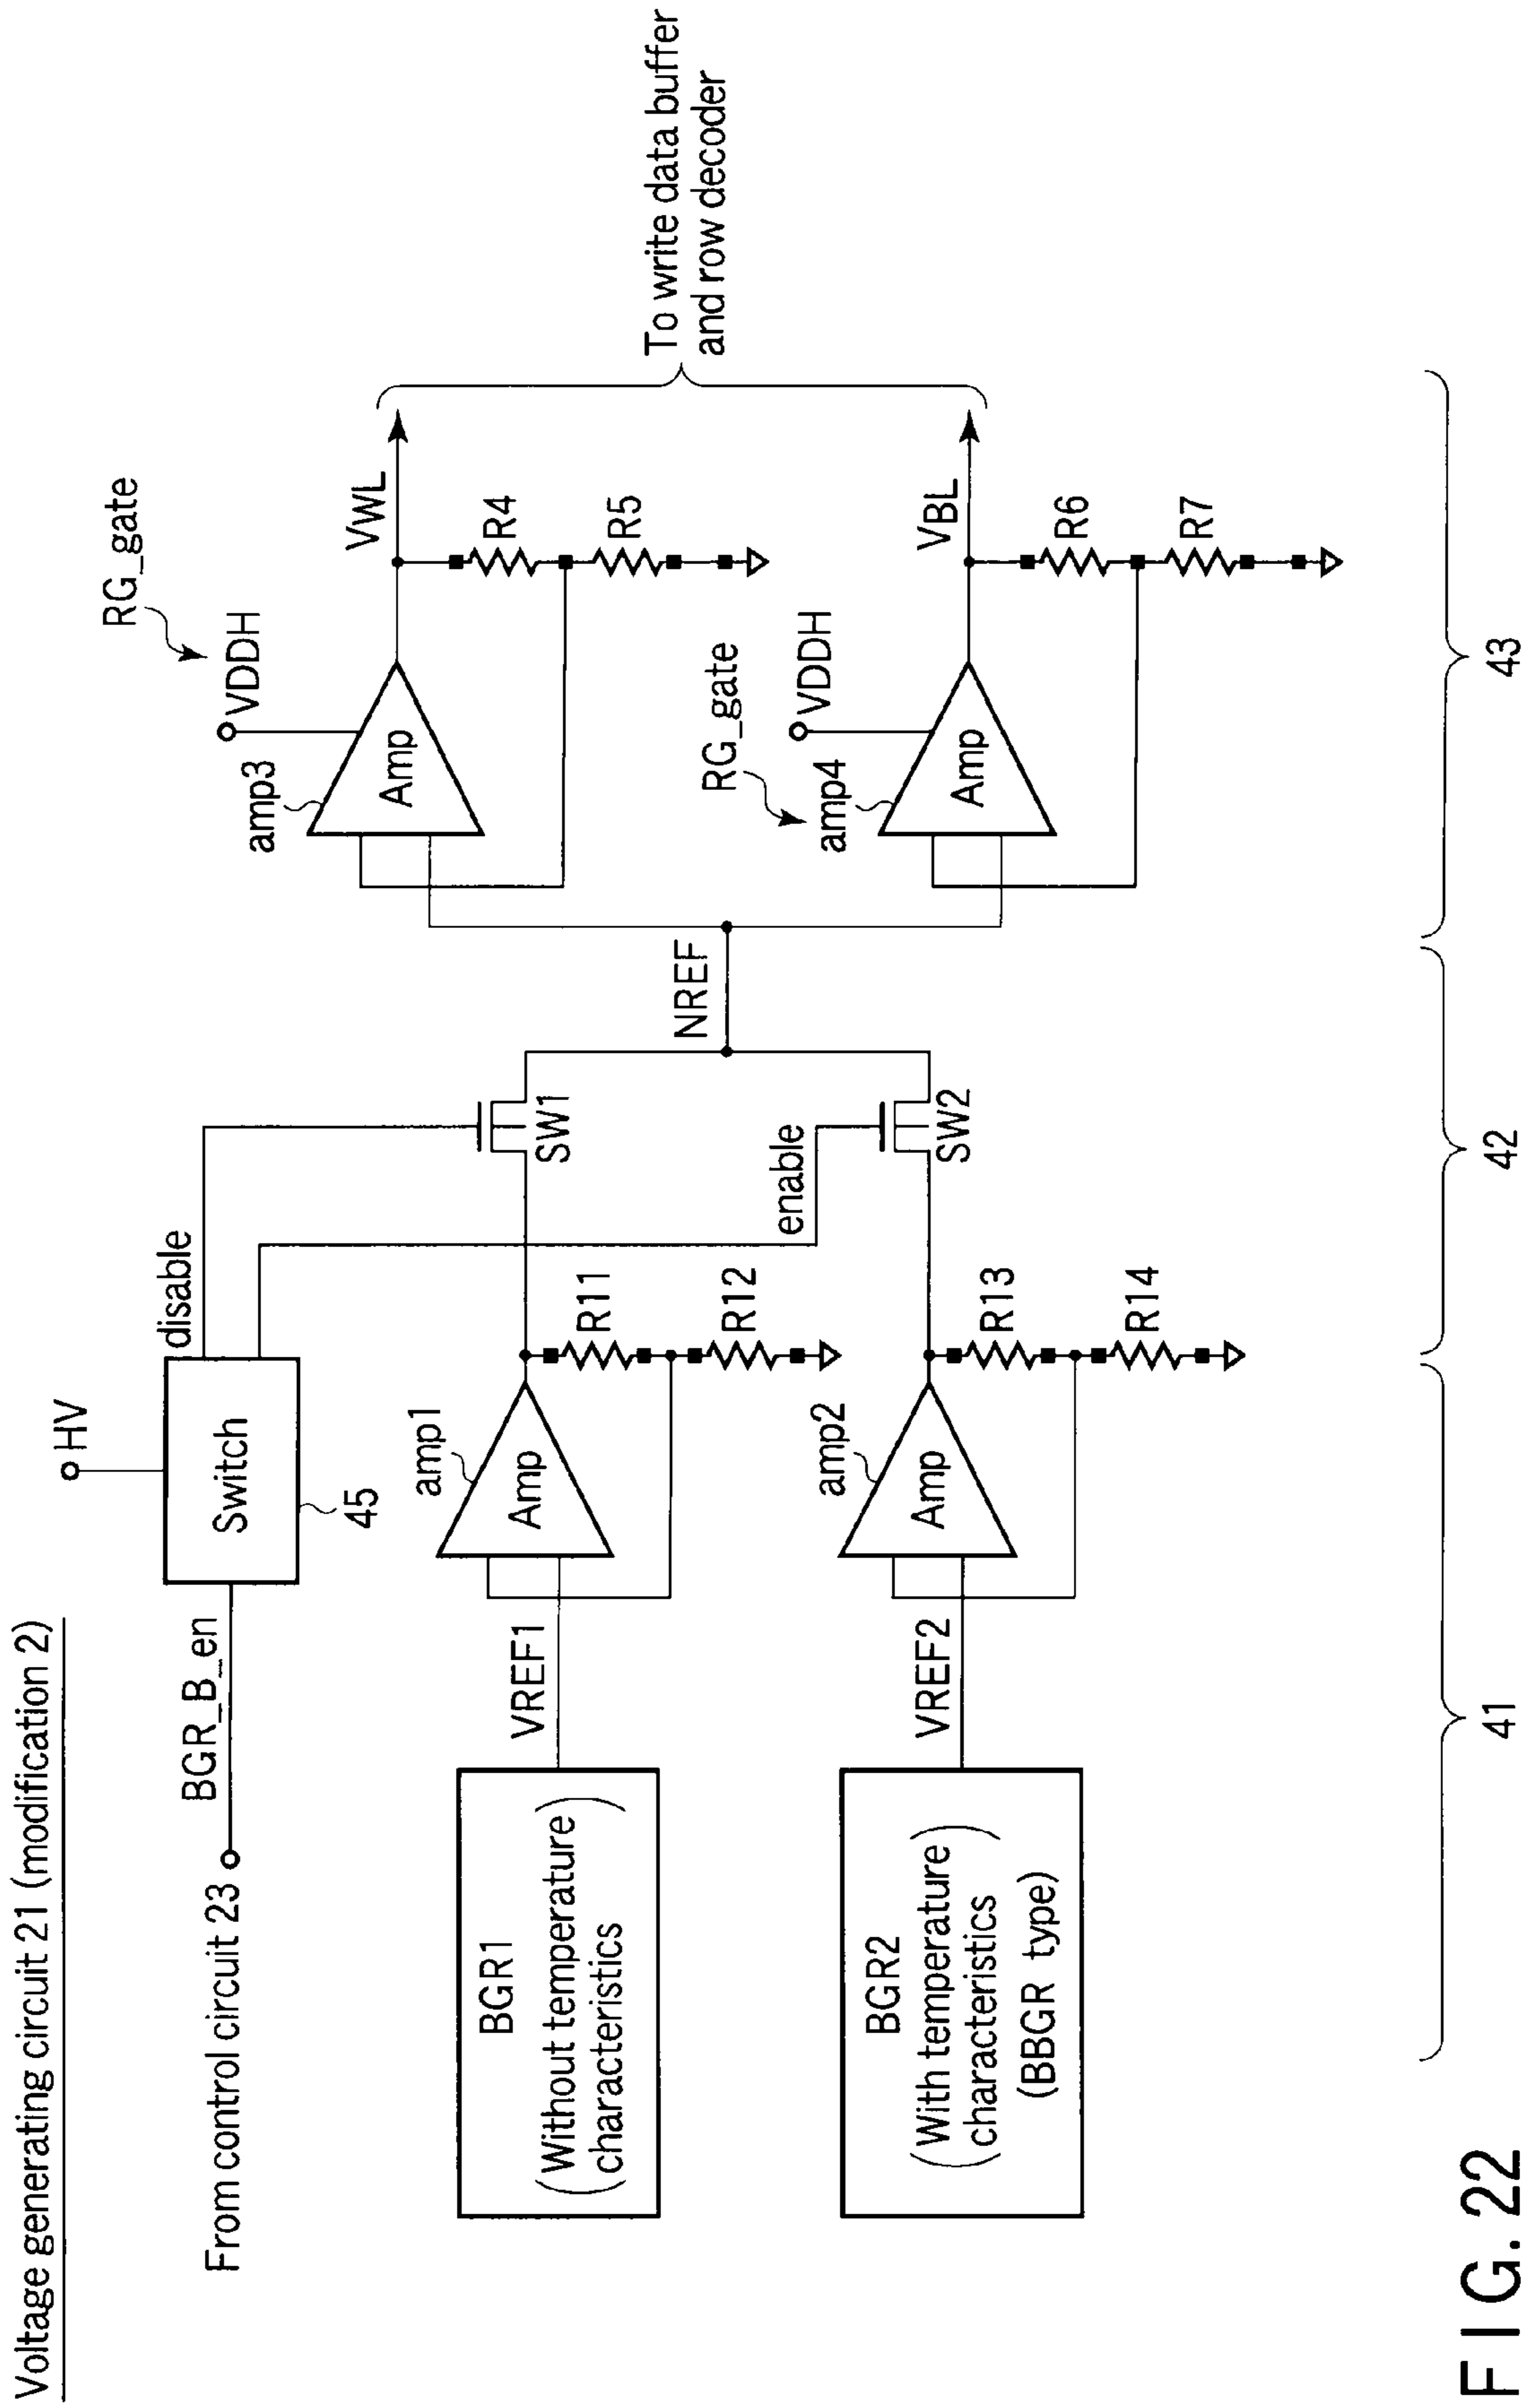 Voltage generating circuit 21 (modification 2)
HV
BGR_B_en
From control circuit 23
Switch
45
disable
enable
BGR1
(Without temperature
characteristics)
VREF1
amp1
Amp
R11
R12
SW1
BGR2
(With temperature
characteristics)
(BBGR type)
VREF2
amp2
Amp
R13
R14
SW2
NREF
RG_gate
VDDH
amp3
Amp
VWL
R4
R5
RG_gate
VDDH
amp4
Amp
VBL
R6
R7
To write data buffer
and row decoder
41
42
43
FIG. 22